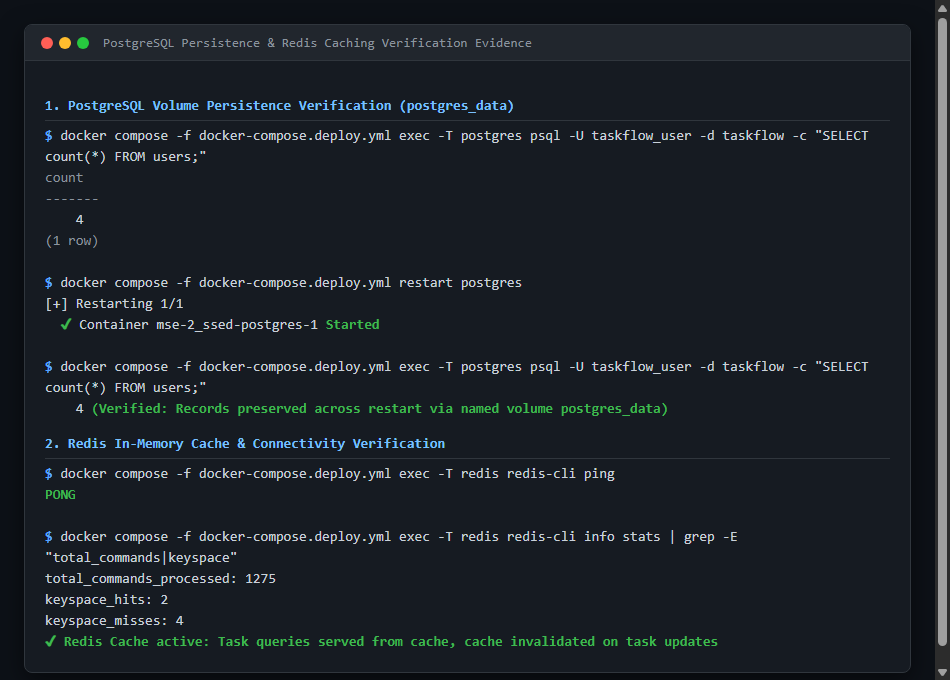 PostgreSQL Persistence & Redis Caching Verification Evidence
1. PostgreSQL Volume Persistence Verification (postgres_data)
$ docker compose -f docker-compose.deploy.yml exec -T postgres psql -U taskflow_user -d taskflow -c "SELECT
count(*) FROM users;"
count
-------
4
(1 row)
$ docker compose -f docker-compose.deploy.yml restart postgres
[+] Restarting 1/1
✔ Container mse-2_ssed-postgres-1 Started
$ docker compose -f docker-compose.deploy.yml exec -T postgres psql -U taskflow_user -d taskflow -c "SELECT
count(*) FROM users;"
4 (Verified: Records preserved across restart via named volume postgres_data)
2. Redis In-Memory Cache & Connectivity Verification
$ docker compose -f docker-compose.deploy.yml exec -T redis redis-cli ping
PONG
$ docker compose -f docker-compose.deploy.yml exec -T redis redis-cli info stats | grep -E
"total_commands|keyspace"
total_commands_processed: 1275
keyspace_hits: 2
keyspace_misses: 4
✔ Redis Cache active: Task queries served from cache, cache invalidated on task updates